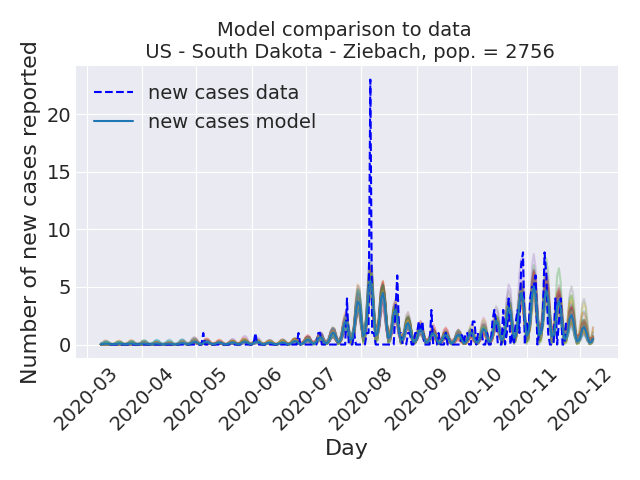 Model comparison to data
US - South Dakota - Ziebach, pop. = 2756
Number of new cases reported
20
15
10
5
0
new cases data
new cases model
2020-03
2020-04
2020-05
2020-06
2020-07
2020-08
2020-09
2020-10
2020-11
2020-12
Day